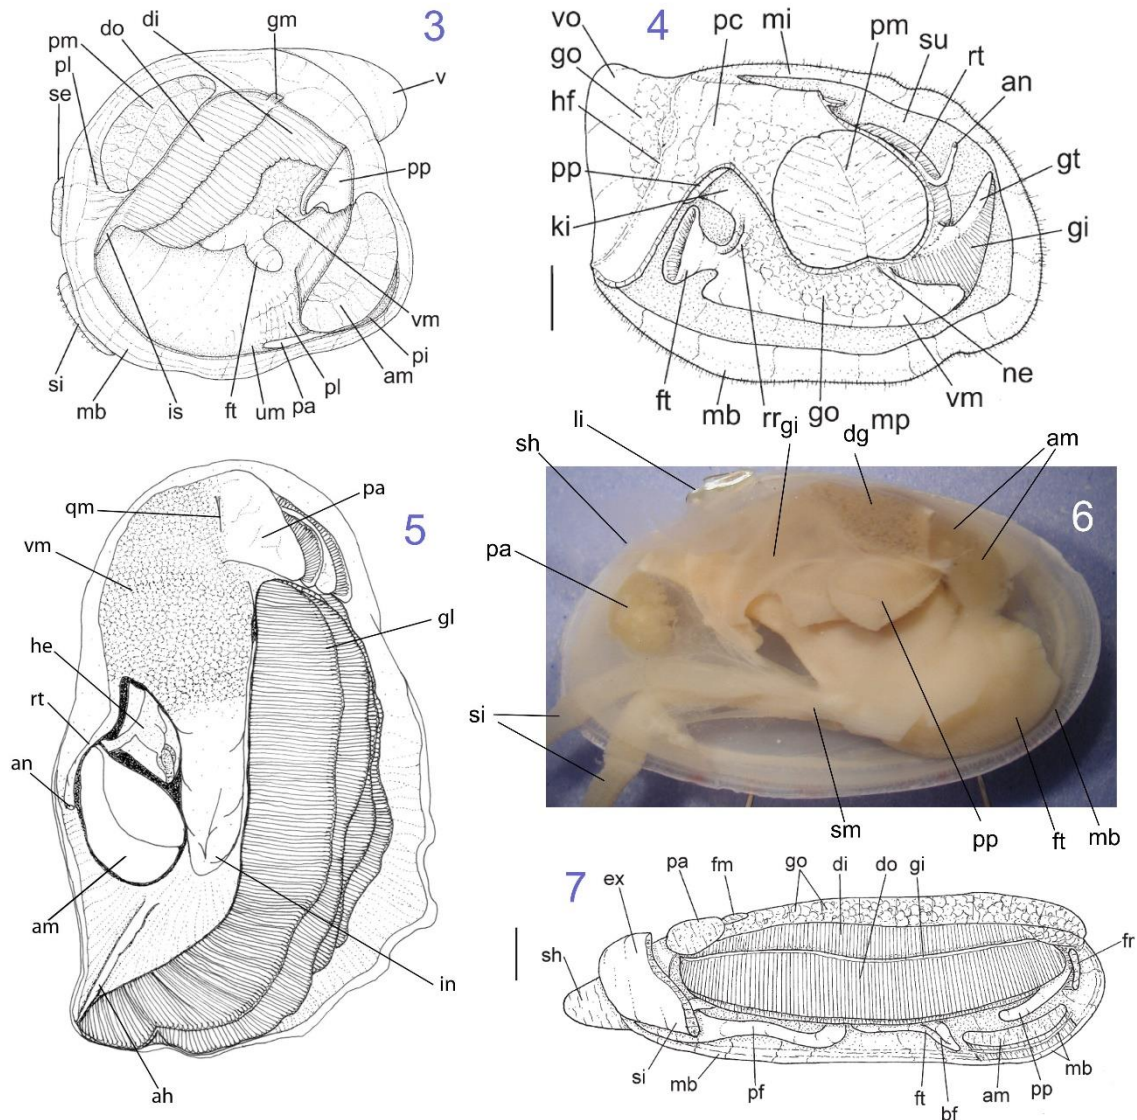 3
di
gm
do
pm
pl
se
v
pp
vm
pi
am
pl
pa
um
ft
is
mb
si
4
vo
pc
mi
pm
su
rt
go
an
hf
gt
pp
gi
ki
ne
vm
ft
mb
rr
go
mp
5
qm
pa
vm
gl
he
rt
an
am
in
ah
6
li
gi
dg
am
sh
pa
si
sm
pp
ft
mb
7
ex
pa
fm
go
di
do
gi
sh
fr
si
mb
pf
ft
bf
am
pp
mb